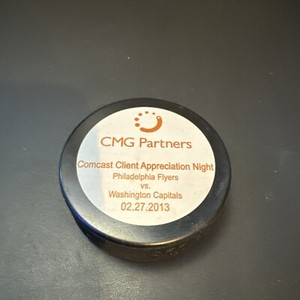 CMG Partners
Comcast Client Appreciation Night
Philadelphia Flyers
vs.
Washington Capitals
02.27.2013